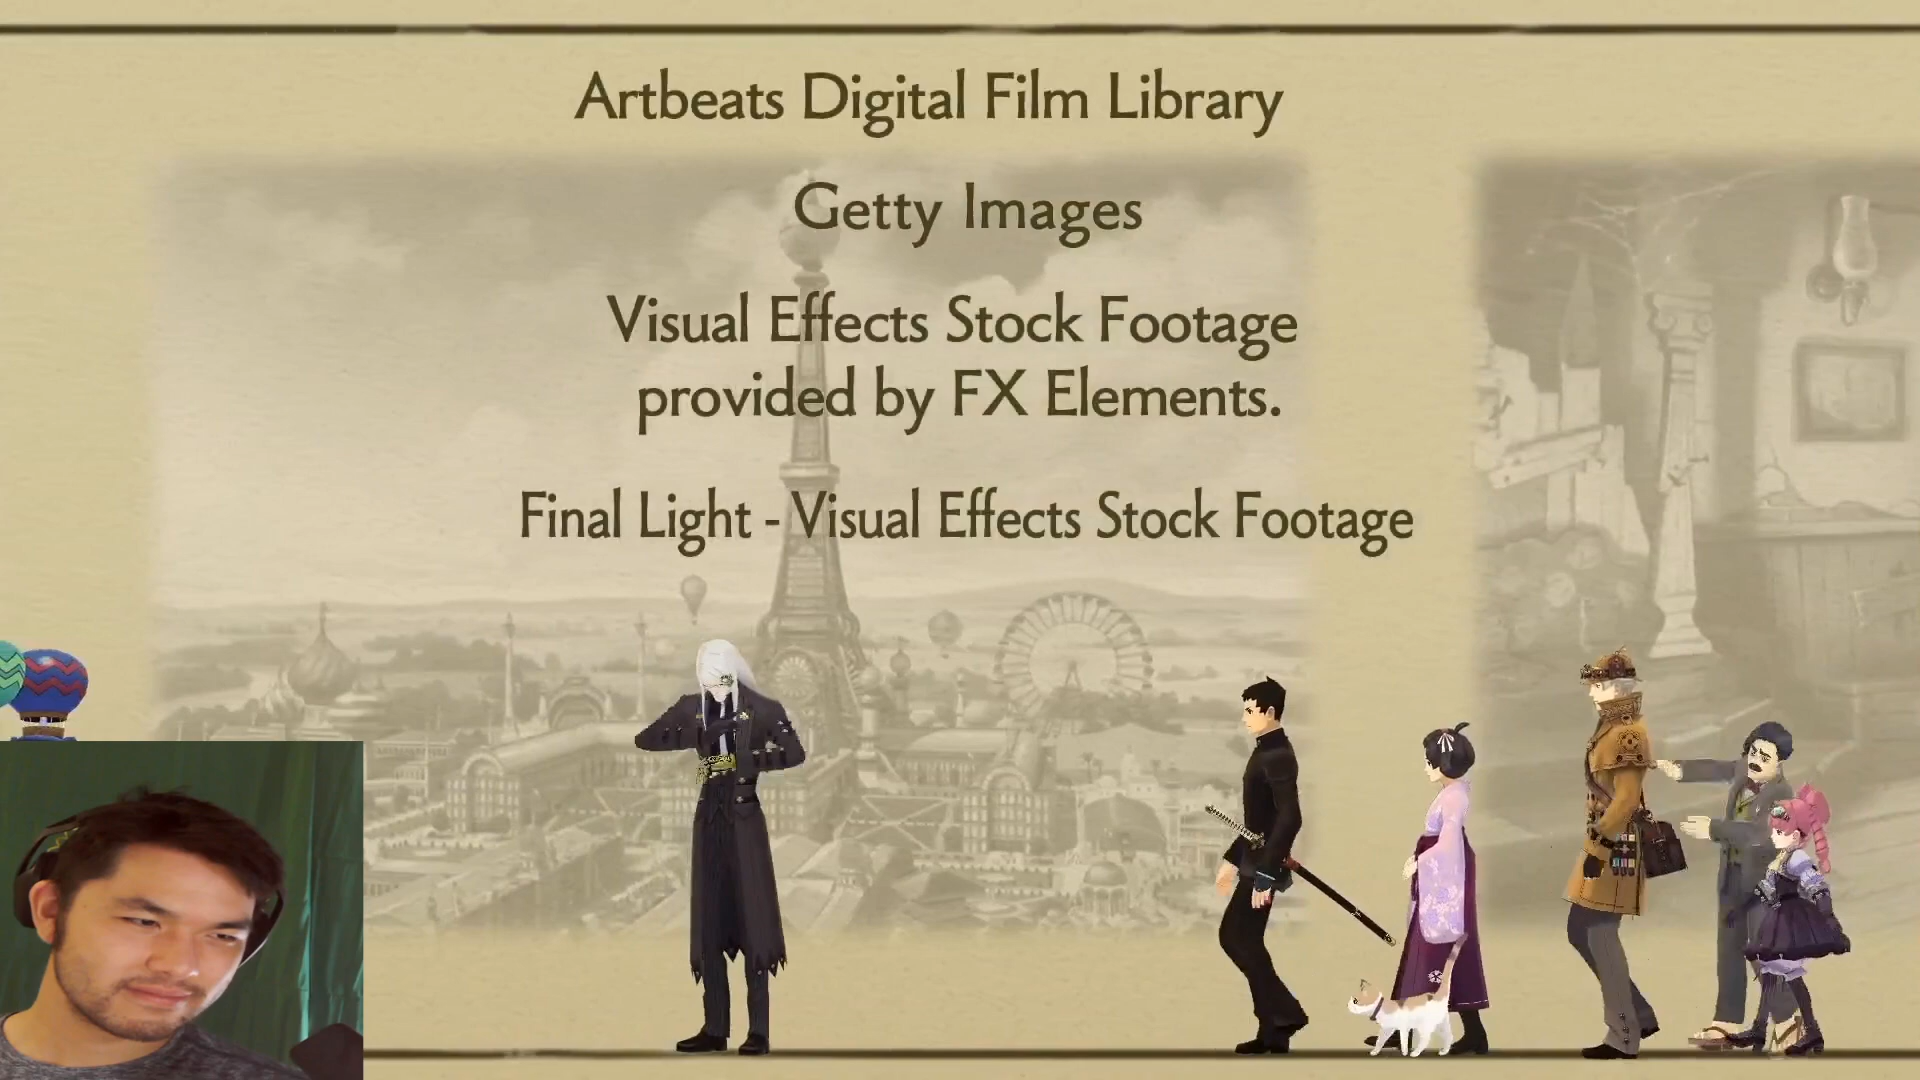 Artbeats Digital Film Library
Getty Images
Visual Effects Stock Footage
provided by FX Elements.
Final Light - Visual Effects Stock Footage